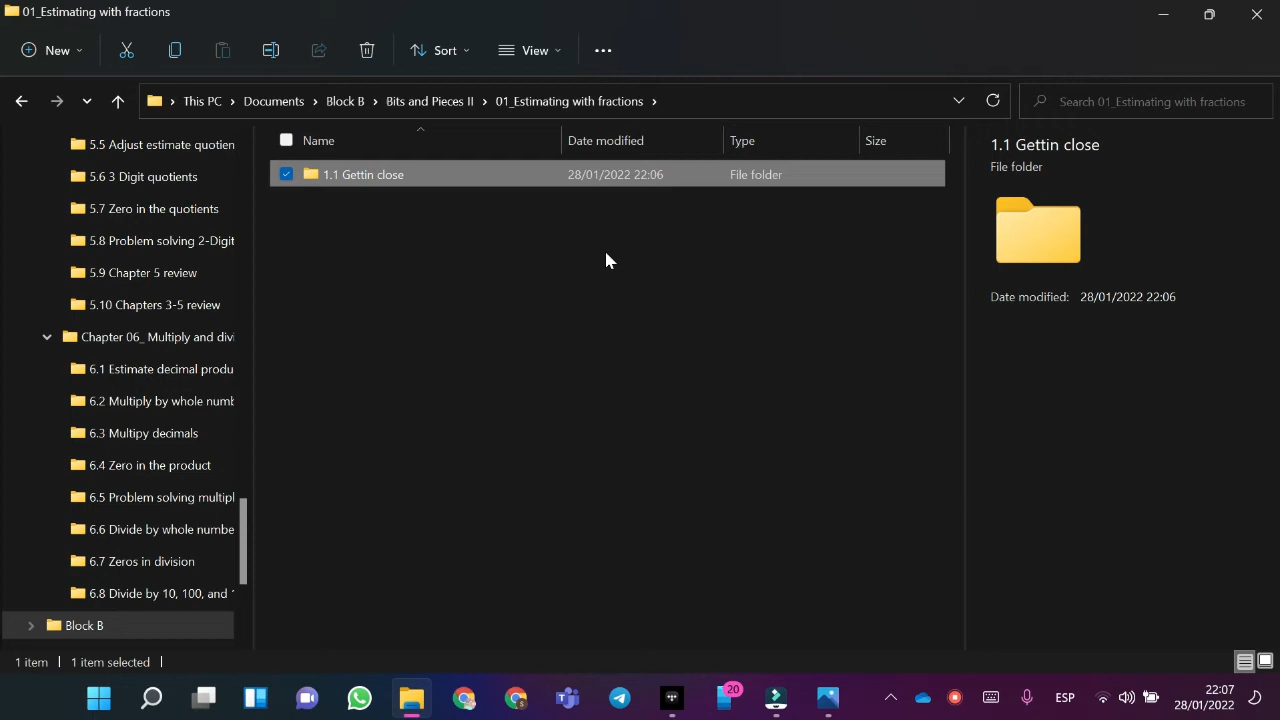 01_Estimating with fractions
New
Sort
View
This PC
Documents
Block B
Bits and Pieces II
01_Estimating with fractions
Search 01_Estimating with fractions
5.5 Adjust estimate quotien
5.6 3 Digit quotients
5.7 Zero in the quotients
5.8 Problem solving 2-Digit
5.9 Chapter 5 review
5.10 Chapters 3-5 review
Chapter 06_ Multiply and divi
6.1 Estimate decimal produ
6.2 Multiply by whole numb
6.3 Multipy decimals
6.4 Zero in the product
6.5 Problem solving multipl
6.6 Divide by whole numbe
6.7 Zeros in division
6.8 Divide by 10, 100, and
Block B
Name
Date modified
Type
Size
1.1 Gettin close
28/01/2022 22:06
File folder
1.1 Gettin close
File folder
Date modified: 28/01/2022 22:06
1 item
1 item selected
20
ESP
22:07
28/01/2022